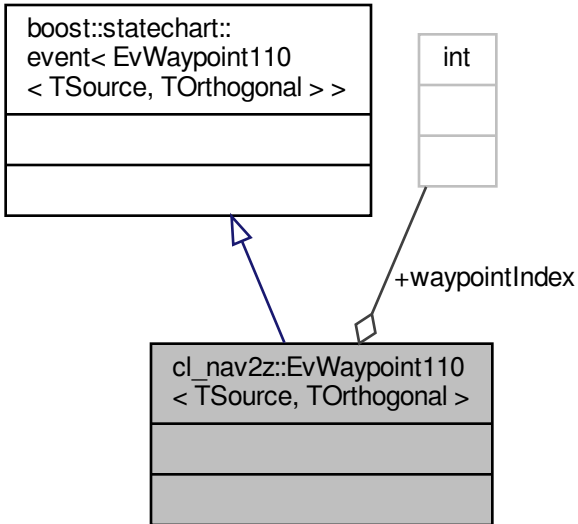 boost::statechart::
event< EvWaypoint110
< TSource, TOrthogonal > >
int
+waypointIndex
cl_nav2z::EvWaypoint110
< TSource, TOrthogonal >